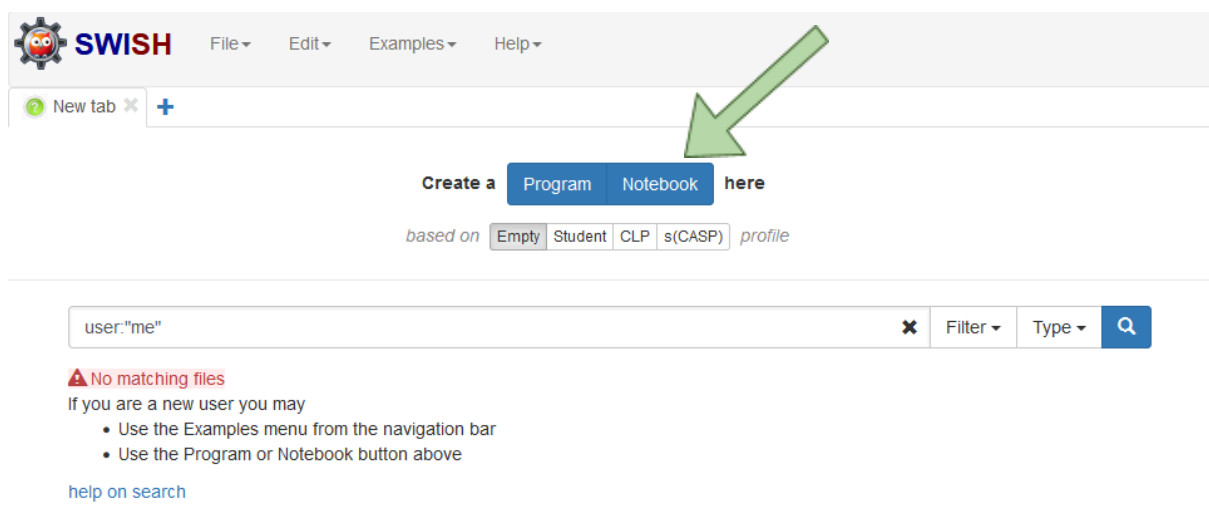 SWISH File Edit Examples Help
New tab
Create a Program Notebook here
based on Empty Student CLP s(CASP) profile
user:"me" Filter Type
No matching files
If you are a new user you may
• Use the Examples menu from the navigation bar
• Use the Program or Notebook button above
help on search